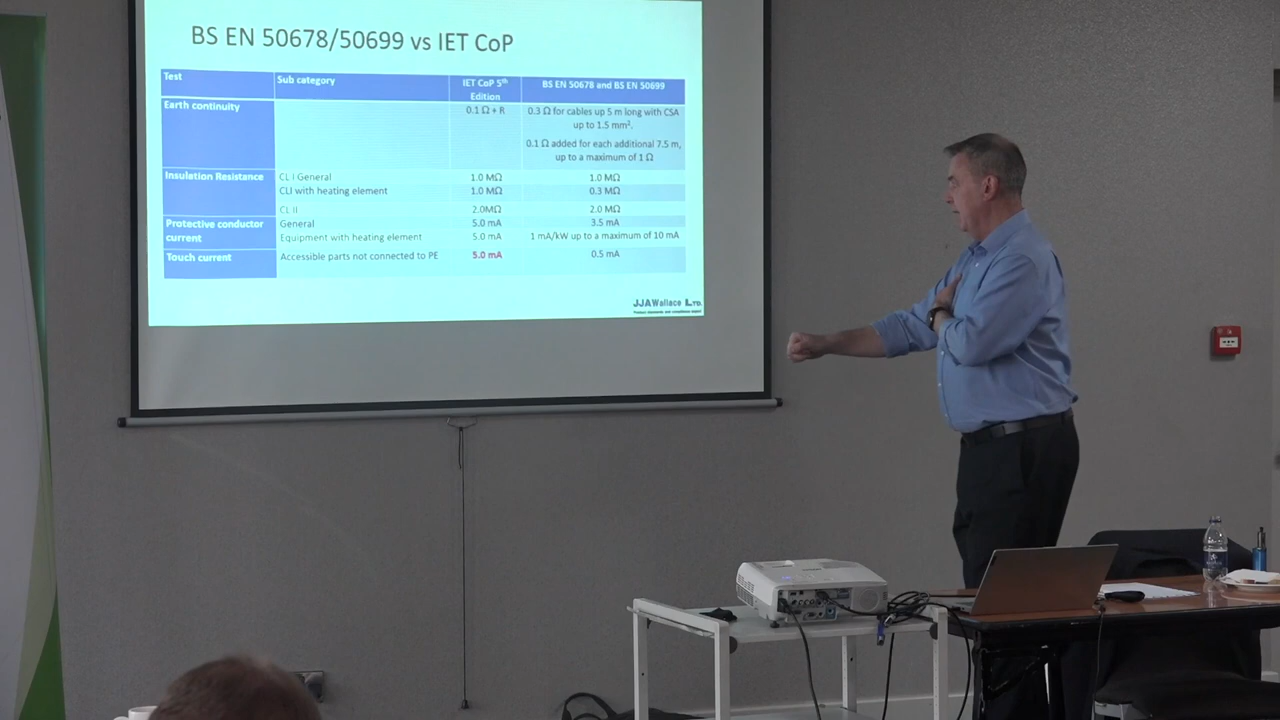 BS EN 50678/50699 vs IET CoP
Test Sub category IET CoP 5th Edition BS EN 50678 and BS EN 50699
Earth continuity 0.1 Ω + R 0.3 Ω for cables up 5 m long with CSA
up to 1.5 mm².
0.1 Ω added for each additional 7.5 m,
up to a maximum of 1 Ω
Insulation Resistance CL I General 1.0 MΩ 1.0 MΩ
CLI with heating element 1.0 MΩ 0.3 MΩ
CL II 2.0MΩ 2.0 MΩ
Protective conductor current General 5.0 mA 3.5 mA
Equipment with heating element 5.0 mA 1 mA/kW up to a maximum of 10 mA
Touch current Accessible parts not connected to PE 5.0 mA 0.5 mA
JJAWallace LTD.